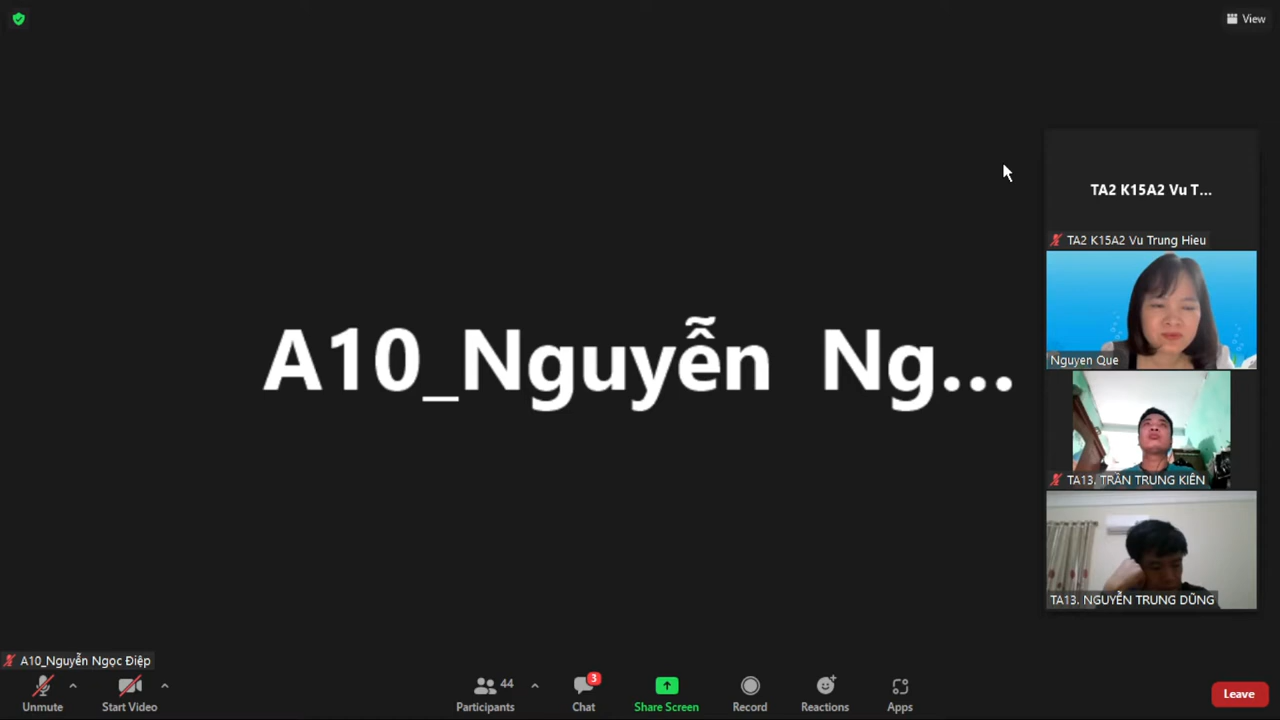 View
TA2 K15A2 Vu T...
TA2 K15A2 Vu Trung Hieu
A10_Nguyễn Ng...
Nguyen Que
TA13. TRẦN TRUNG KIÊN
TA13. NGUYỄN TRUNG DŨNG
A10_Nguyễn Ngọc Điệp
Unmute
Start Video
44
Participants
3
Chat
Share Screen
Record
Reactions
Apps
Leave